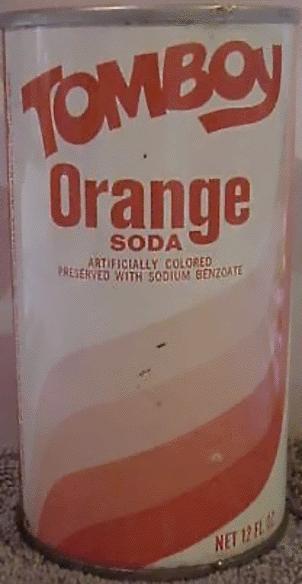 TOMBOY
Orange
SODA
ARTIFICIALLY COLORED
PRESERVED WITH SODIUM BENZOATE
NET 12 FL. OZ.